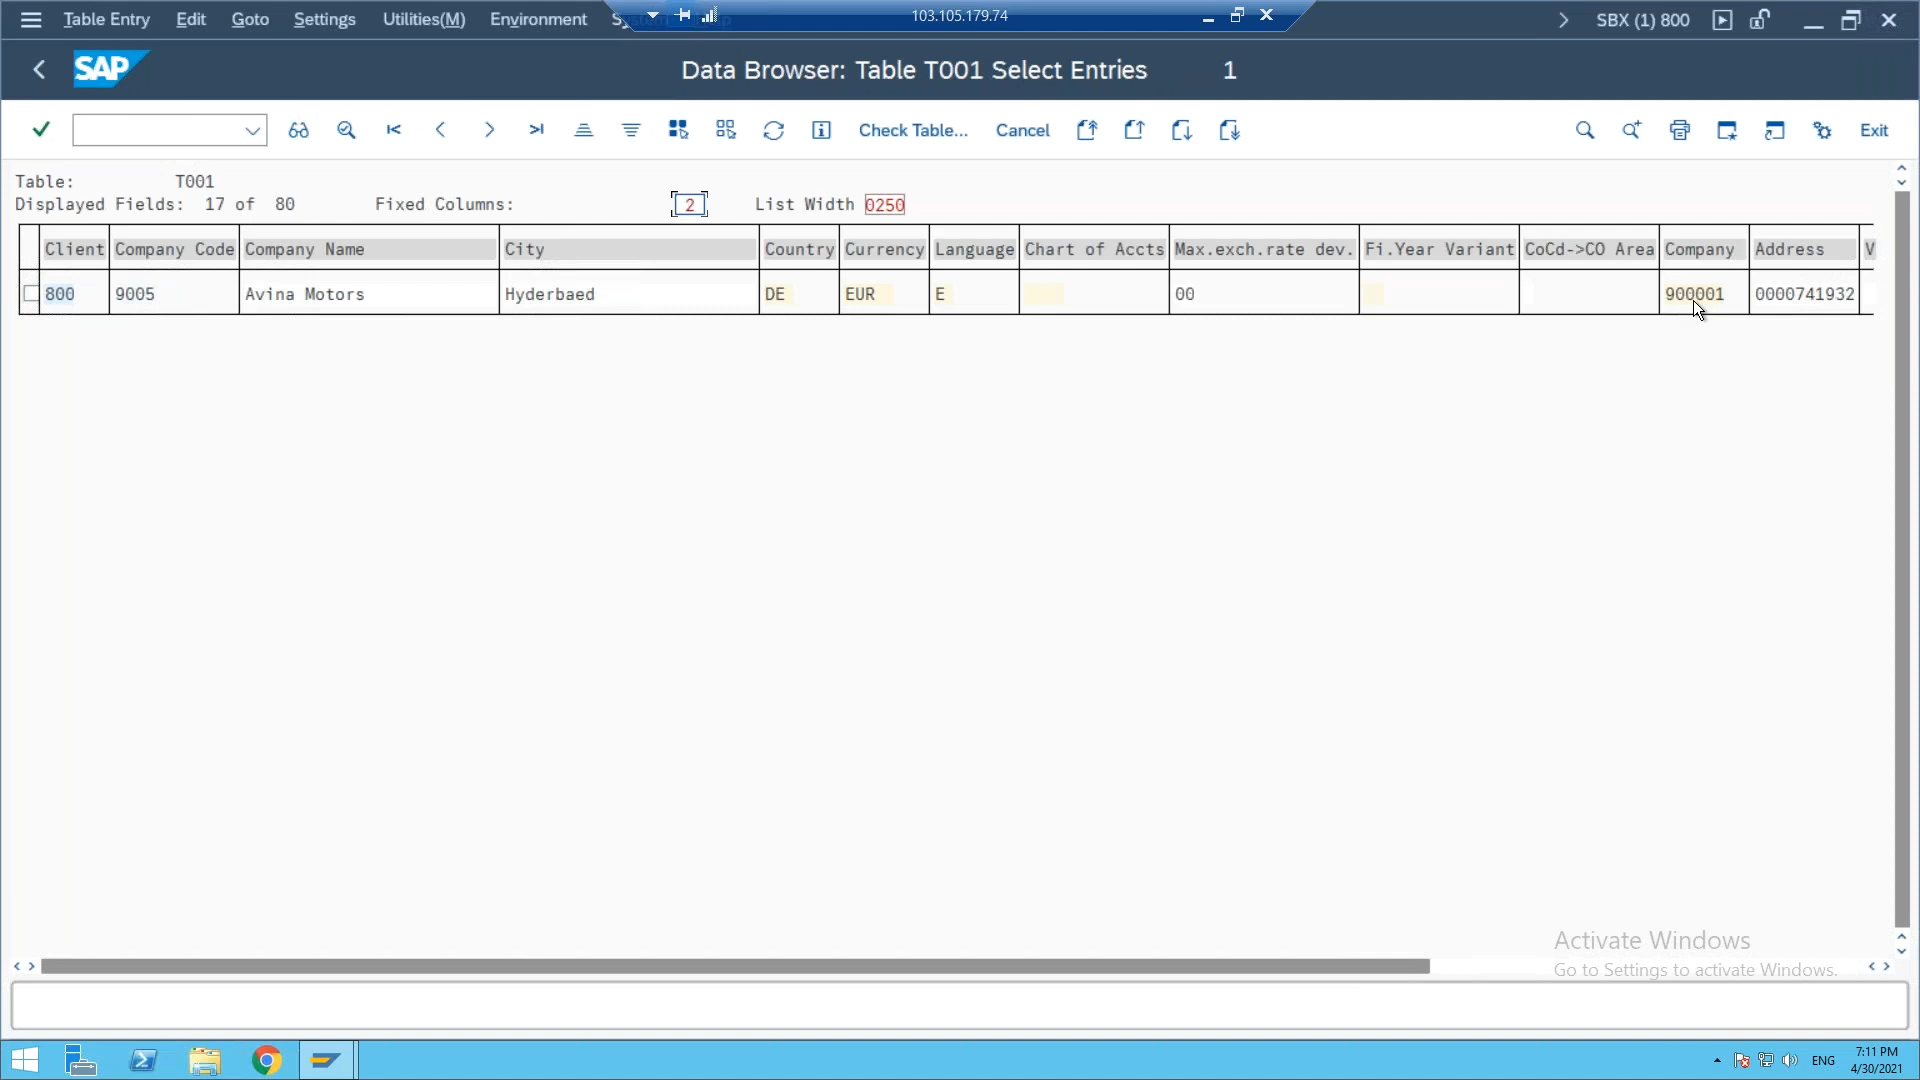 Table Entry Edit Goto Settings Utilities(M) Environment 103.105.179.74 SBX (1) 800
SAP Data Browser: Table T001 Select Entries 1
Check Table... Cancel Exit
Table: T001
Displayed Fields: 17 of 80 Fixed Columns: 2 List Width 0250
Client Company Code Company Name City Country Currency Language Chart of Accts Max.exch.rate dev. Fi.Year Variant CoCd->CO Area Company Address V
800 9005 Avina Motors Hyderbaed DE EUR E 00 900001 0000741932
Activate Windows
Go to Settings to activate Windows.
ENG 7:11 PM
4/30/2021